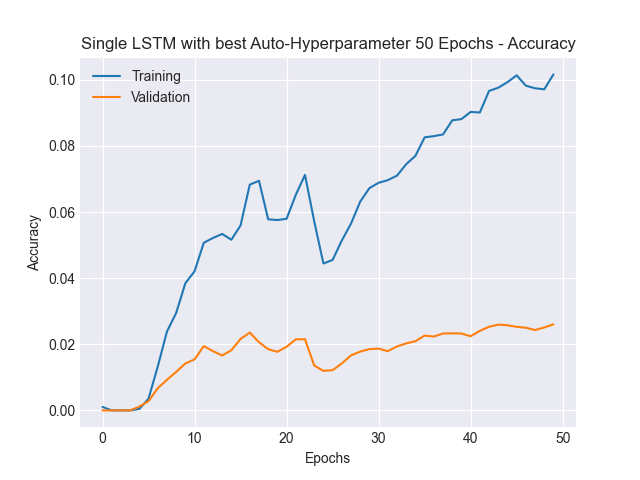 Single LSTM with best Auto-Hyperparameter 50 Epochs - Accuracy
Training
Validation
0.10
0.08
0.06
0.04
0.02
0.00
Accuracy
0 10 20 30 40 50
Epochs